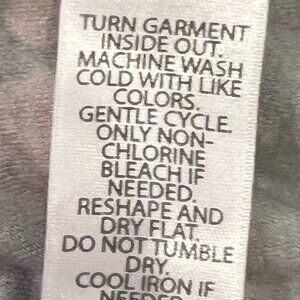 TURN GARMENT
INSIDE OUT.
MACHINE WASH
COLD WITH LIKE
COLORS.
GENTLE CYCLE.
ONLY NON-
CHLORINE
BLEACH IF
NEEDED.
RESHAPE AND
DRY FLAT.
DO NOT TUMBLE
DRY.
COOL IRON IF
NEEDED